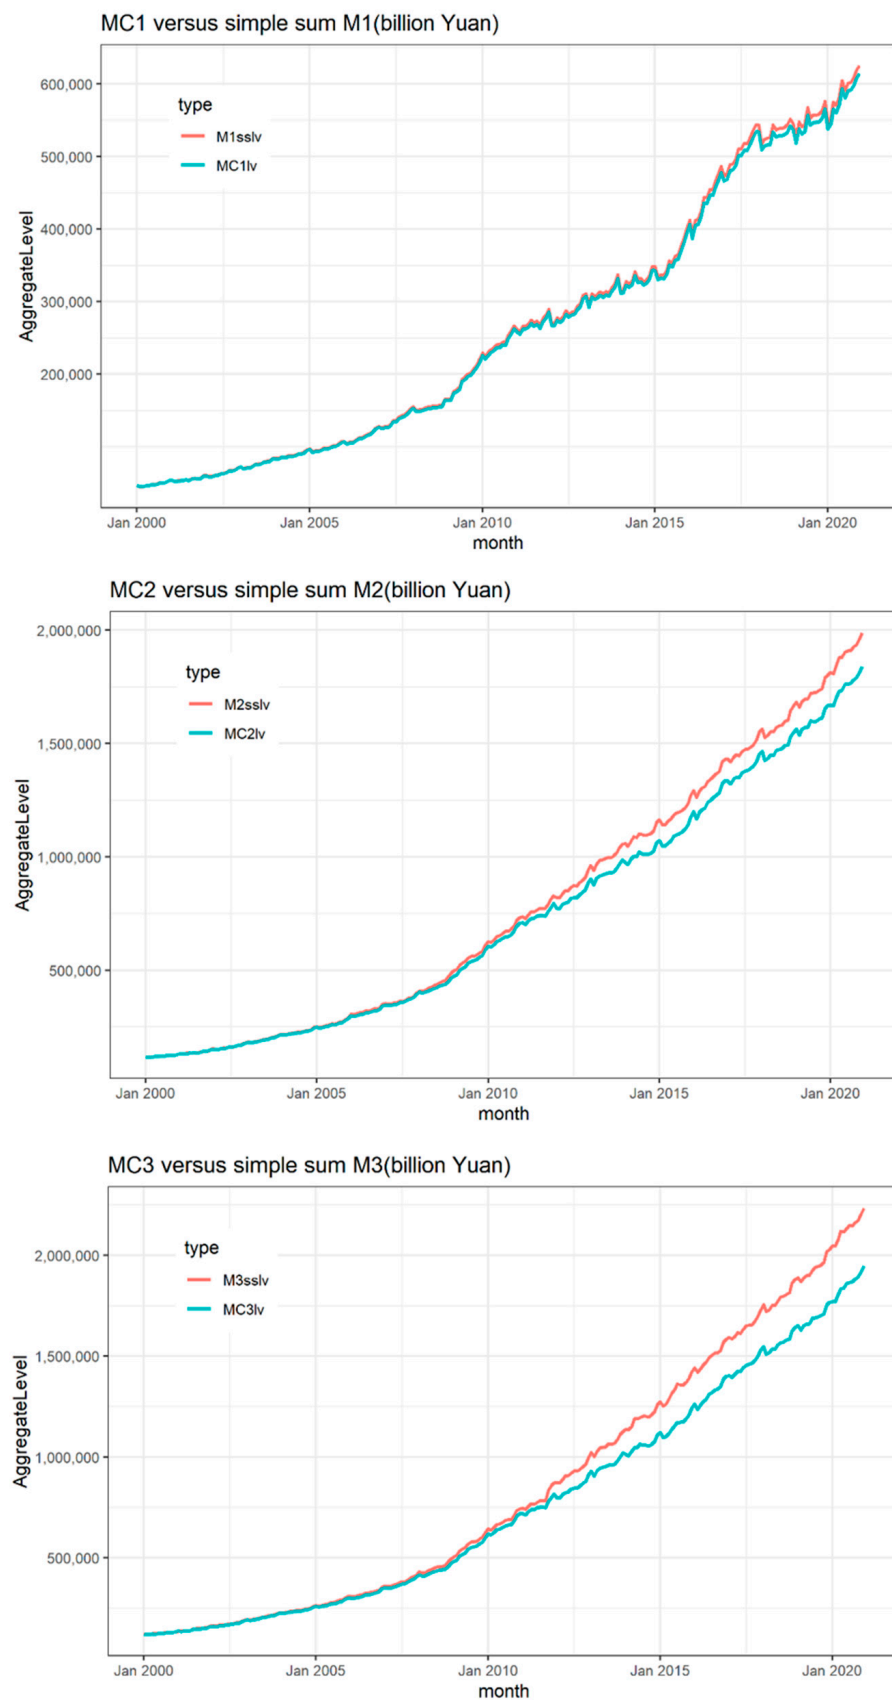 MC1 versus simple sum M1(billion Yuan)
600,000
500,000
400,000
300,000
200,000
AggregateLevel
type
M1sslv
MC1lv
Jan 2000
Jan 2005
Jan 2010
Jan 2015
Jan 2020
month
MC2 versus simple sum M2(billion Yuan)
2,000,000
1,500,000
1,000,000
500,000
AggregateLevel
type
M2sslv
MC2lv
Jan 2000
Jan 2005
Jan 2010
Jan 2015
Jan 2020
month
MC3 versus simple sum M3(billion Yuan)
2,000,000
1,500,000
1,000,000
500,000
AggregateLevel
type
M3sslv
MC3lv
Jan 2000
Jan 2005
Jan 2010
Jan 2015
Jan 2020
month